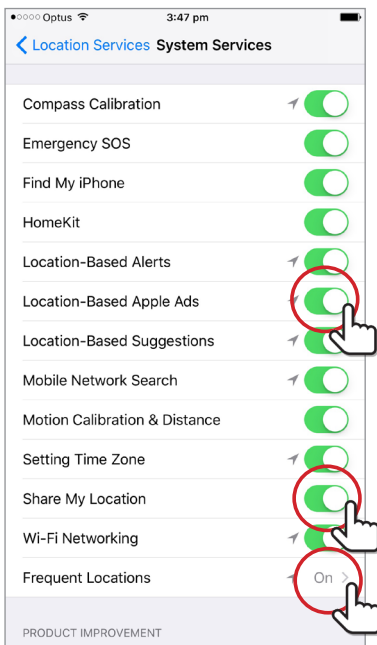 Optus 3:47 pm
Location Services System Services
Compass Calibration
Emergency SOS
Find My iPhone
HomeKit
Location-Based Alerts
Location-Based Apple Ads
Location-Based Suggestions
Mobile Network Search
Motion Calibration & Distance
Setting Time Zone
Share My Location
Wi-Fi Networking
Frequent Locations On
PRODUCT IMPROVEMENT